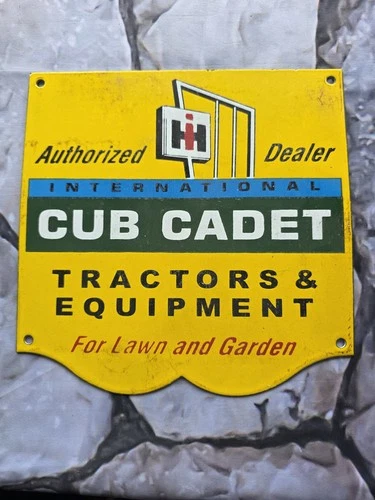 IH
Authorized Dealer
INTERNATIONAL
CUB CADET
TRACTORS &
EQUIPMENT
For Lawn and Garden